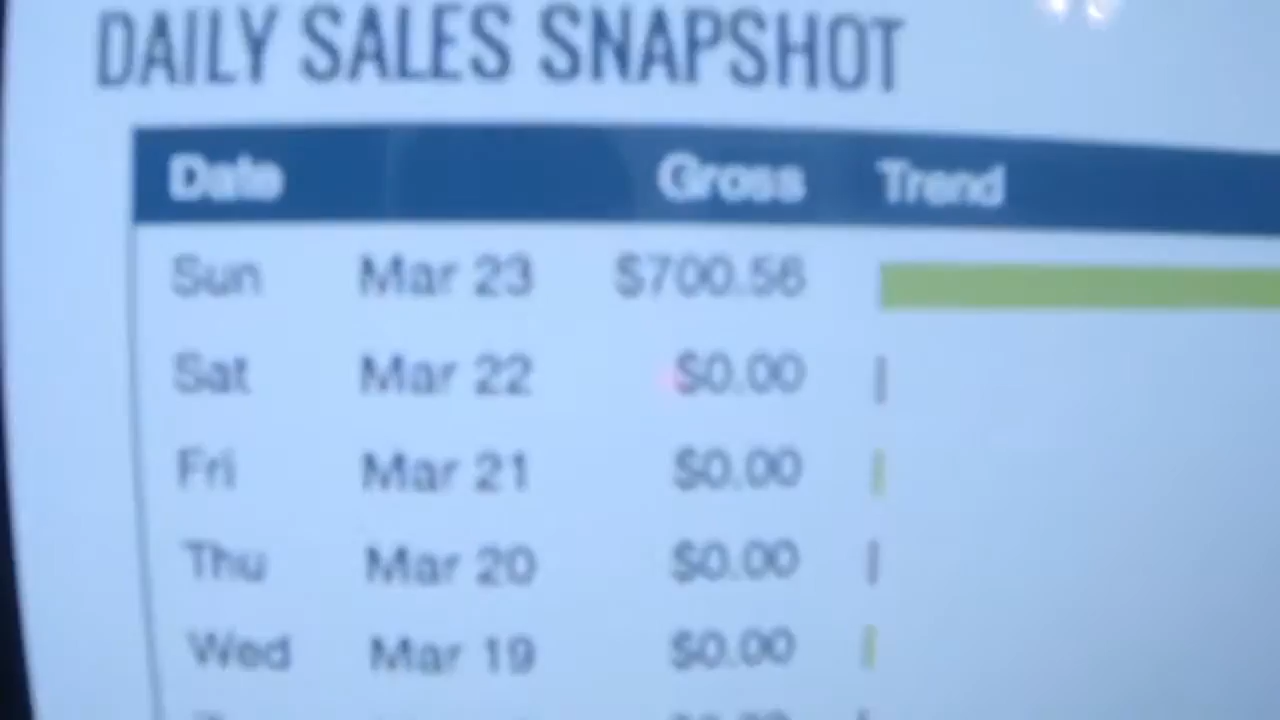 DAILY SALES SNAPSHOT
Date Gross Trend
Sun Mar 23 $700.56
Sat Mar 22 $0.00
Fri Mar 21 $0.00
Thu Mar 20 $0.00
Wed Mar 19 $0.00